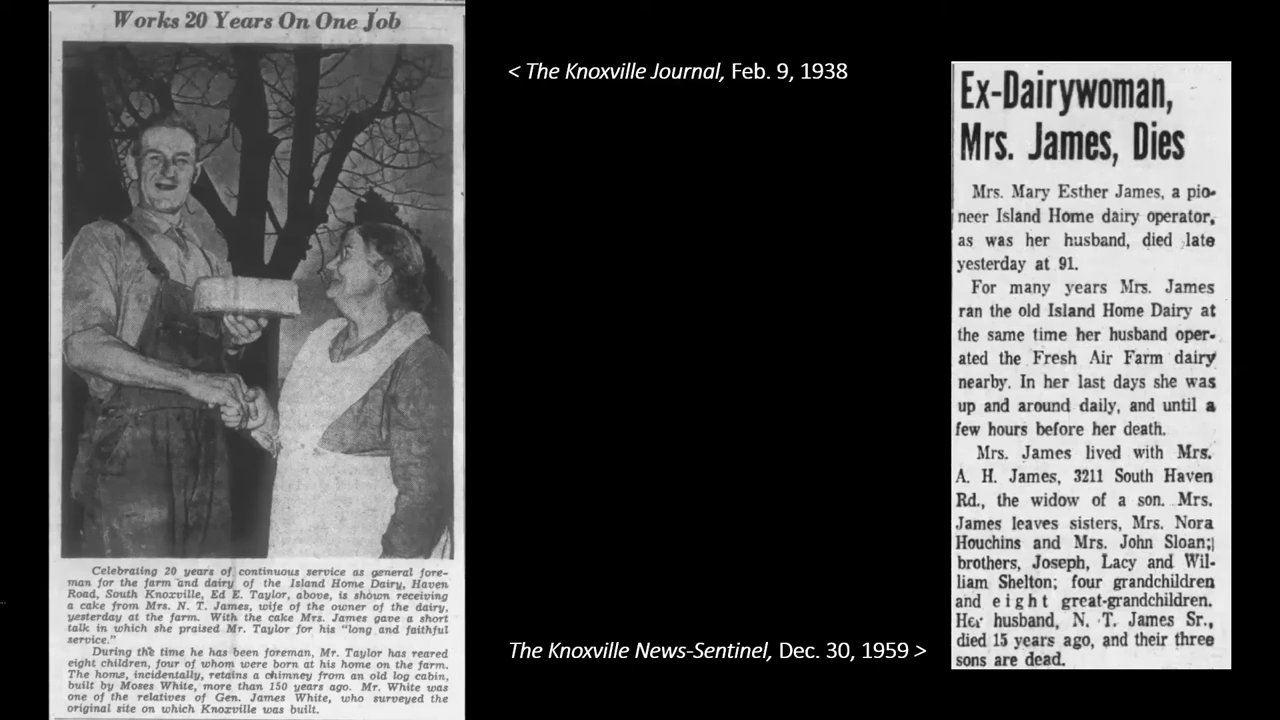 Works 20 Years On One Job
Celebrating 20 years of continuous service as general fore-
man for the farm and dairy of the Island Home Dairy, Haven
Road, South Knoxville, Ed E. Taylor, above, is shown receiving
a cake from Mrs. N. T. James, wife of the owner of the dairy,
yesterday at the farm. With the cake Mrs. James gave a short
talk in which she praised Mr. Taylor for his "long and faithful
service."
During the time he has been foreman, Mr. Taylor has reared
eight children, four of whom were born at his home on the farm.
The home, incidentally, retains a chimney from an old log cabin,
built by Moses White, more than 150 years ago. Mr. White was
one of the relatives of Gen. James White, who surveyed the
original site on which Knoxville was built.
< The Knoxville Journal, Feb. 9, 1938
The Knoxville News-Sentinel, Dec. 30, 1959 >
Ex-Dairywoman,
Mrs. James, Dies
Mrs. Mary Esther James, a pio-
neer Island Home dairy operator,
as was her husband, died late
yesterday at 91.
For many years Mrs. James
ran the old Island Home Dairy at
the same time her husband oper-
ated the Fresh Air Farm dairy
nearby. In her last days she was
up and around daily, and until a
few hours before her death.
Mrs. James lived with Mrs.
A. H. James, 3211 South Haven
Rd., the widow of a son. Mrs.
James leaves sisters, Mrs. Nora
Houchins and Mrs. John Sloan;
brothers, Joseph, Lacy and Wil-
liam Shelton; four grandchildren
and eight great-grandchildren.
Her husband, N. T. James Sr.,
died 15 years ago, and their three
sons are dead.